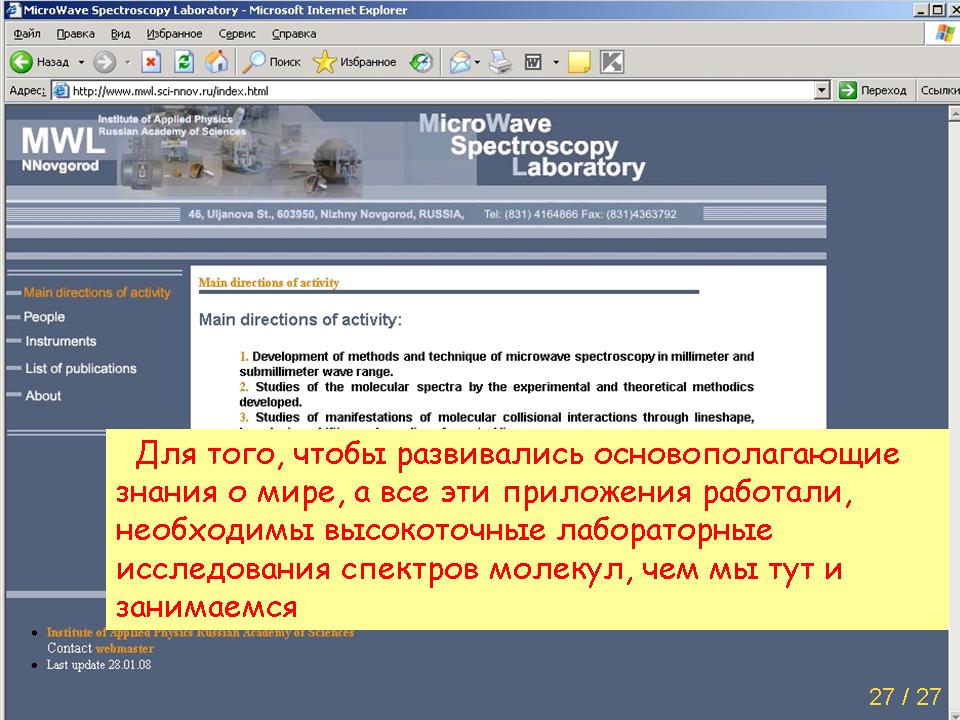 MicroWave Spectroscopy Laboratory - Microsoft Internet Explorer
Файл Правка Вид Избранное Сервис Справка
Назад Поиск Избранное
Адрес: http://www.mwl.sci-nnov.ru/index.html Переход Ссылки
Institute of Applied Physics
Russian Academy of Sciences
MWL
NNovgorod
MicroWave
Spectroscopy
Laboratory
46, Uljanova St., 603950, Nizhny Novgorod, RUSSIA, Tel: (831) 4164866 Fax: (831)4363792
Main directions of activity
People
Instruments
List of publications
About
Main directions of activity
Main directions of activity:
1. Development of methods and technique of microwave spectroscopy in millimeter and
submillimeter wave range.
2. Studies of the molecular spectra by the experimental and theoretical methodics
developed.
3. Studies of manifestations of molecular collisional interactions through lineshape,
Для того, чтобы развивались основополагающие
знания о мире, а все эти приложения работали,
необходимы высокоточные лабораторные
исследования спектров молекул, чем мы тут и
занимаемся
Institute of Applied Physics Russian Academy of Sciences
Contact webmaster
Last update 28.01.08
27 / 27